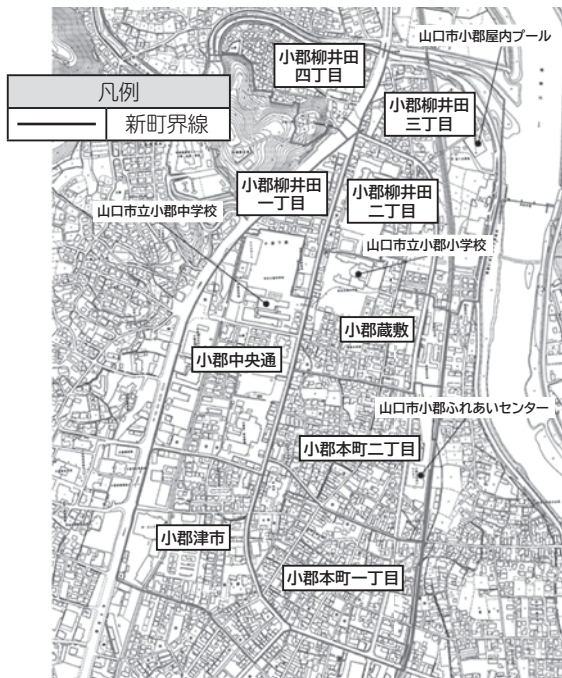 山口市小郡屋内プール
小郡柳井田
四丁目
凡例
新町界線
小郡柳井田
三丁目
小郡柳井田
一丁目
小郡柳井田
二丁目
山口市立小郡中学校
山口市立小郡小学校
小郡蔵敷
小郡中央通
山口市小郡ふれあいセンター
小郡本町二丁目
小郡津市
小郡本町一丁目